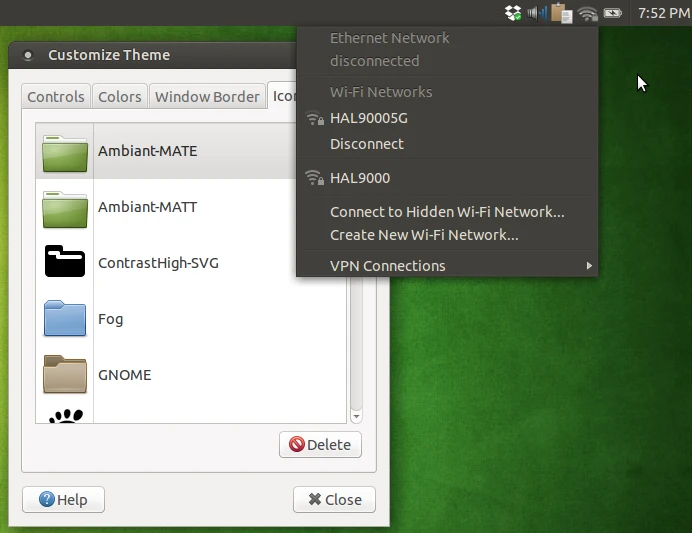 7:52 PM
Customize Theme
Controls
Colors
Window Border
Ambiant-MATE
Ambiant-MATT
ContrastHigh-SVG
Fog
GNOME
Delete
Help
Close
Ethernet Network
disconnected
Wi-Fi Networks
HAL90005G
Disconnect
HAL9000
Connect to Hidden Wi-Fi Network...
Create New Wi-Fi Network...
VPN Connections